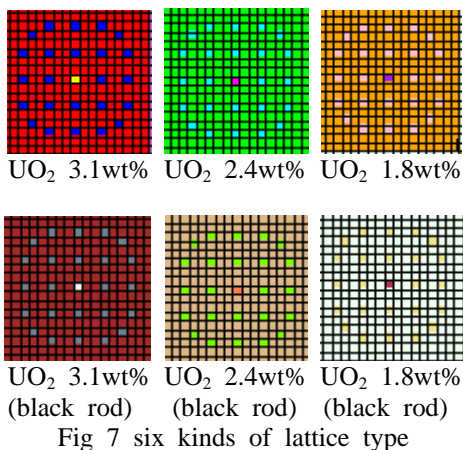 UO₂ 3.1wt% UO₂ 2.4wt% UO₂ 1.8wt%
UO₂ 3.1wt% UO₂ 2.4wt% UO₂ 1.8wt%
(black rod) (black rod) (black rod)
Fig 7 six kinds of lattice type